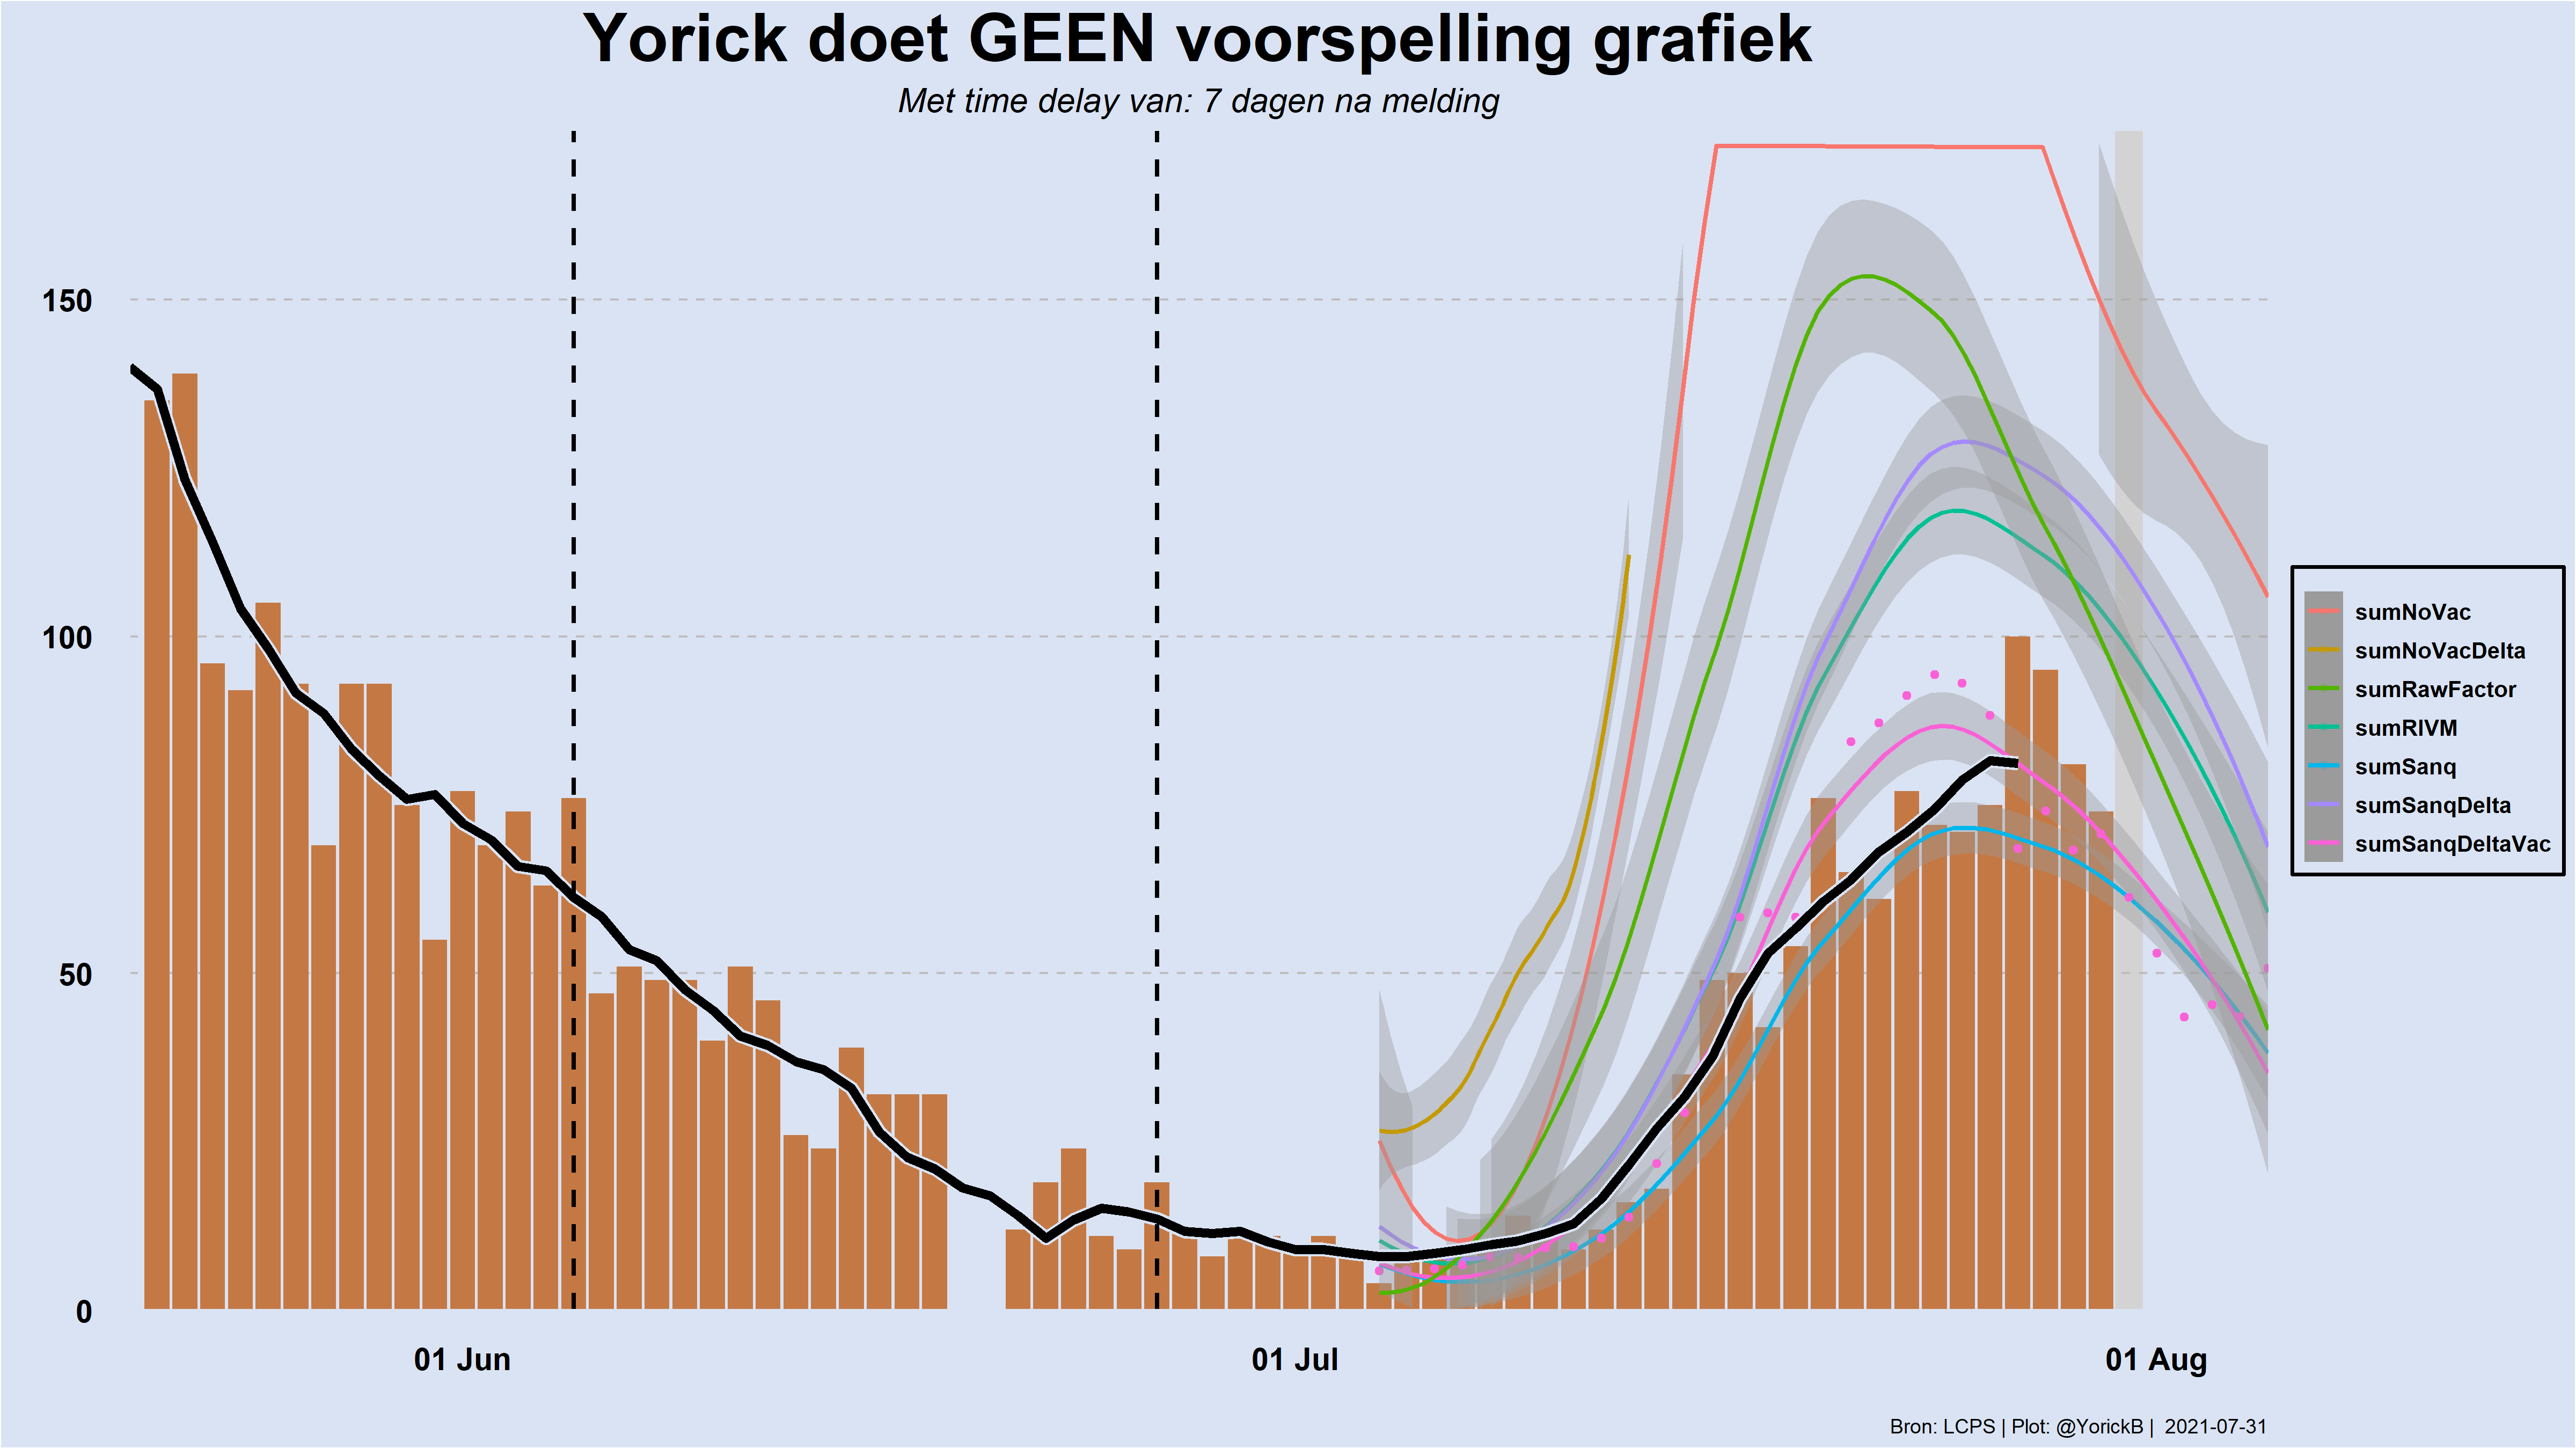 Yorick doet GEEN voorspelling grafiek
Met time delay van: 7 dagen na melding
150
100
50
0
01 Jun
01 Jul
01 Aug
sumNoVac
sumNoVacDelta
sumRawFactor
sumRIVM
sumSanq
sumSanqDelta
sumSanqDeltaVac
Bron: LCPS | Plot: @YorickB | 2021-07-31